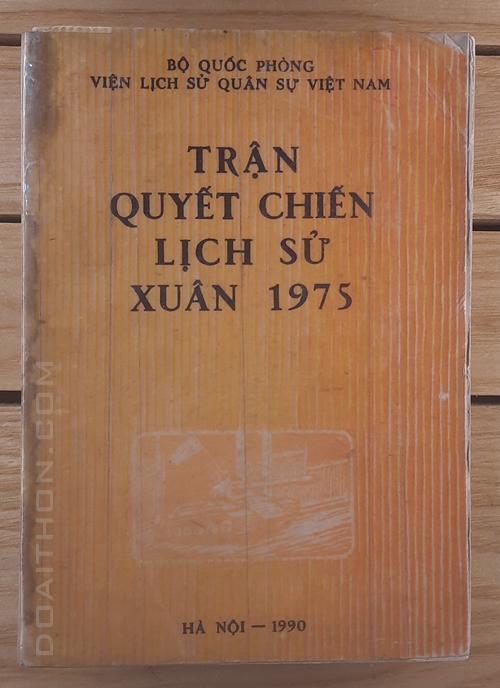 BỘ QUỐC PHÒNG
VIỆN LỊCH SỬ QUÂN SỰ VIỆT NAM
TRẬN
QUYẾT CHIẾN
LỊCH SỬ
XUÂN 1975
HÀ NỘI — 1990
DOAITHON.COM